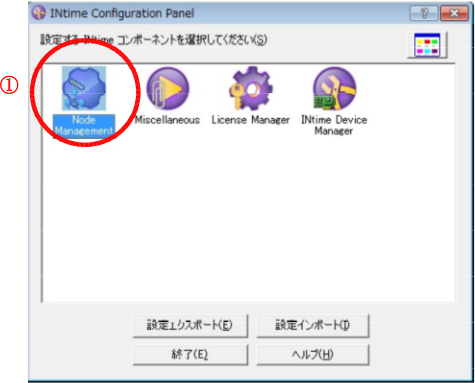 INtime Configuration Panel
設定する INtime コンポーネントを選択してください(S)
①
Node Management
Miscellaneous
License Manager
INtime Device Manager
設定エクスポート(E)
設定インポート(I)
終了(E)
ヘルプ(H)